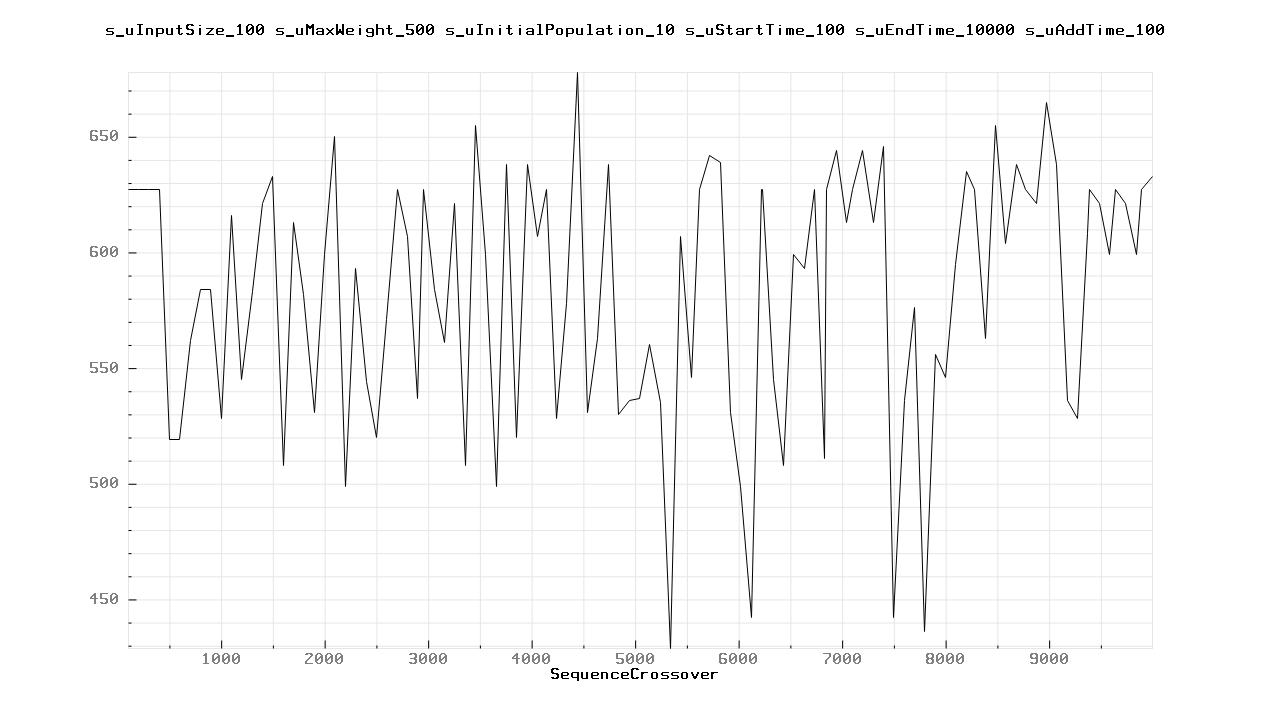 s_uInputSize_100 s_uMaxWeight_500 s_uInitialPopulation_10 s_uStartTime_100 s_uEndTime_10000 s_uAddTime_100
650
600
550
500
450
1000 2000 3000 4000 5000 6000 7000 8000 9000
SequenceCrossover